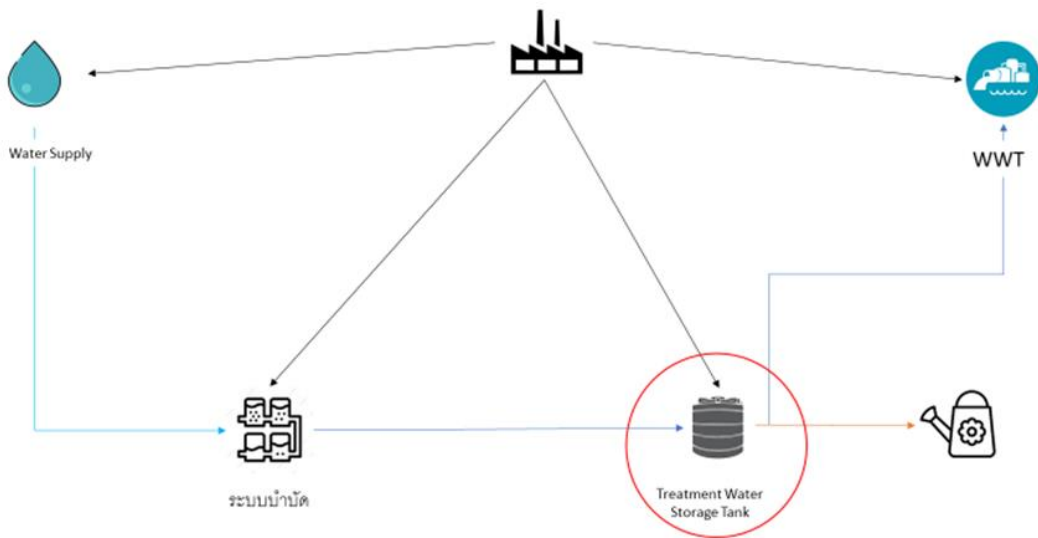 Water Supply
WWT
ระบบบำบัด
Treatment Water
Storage Tank